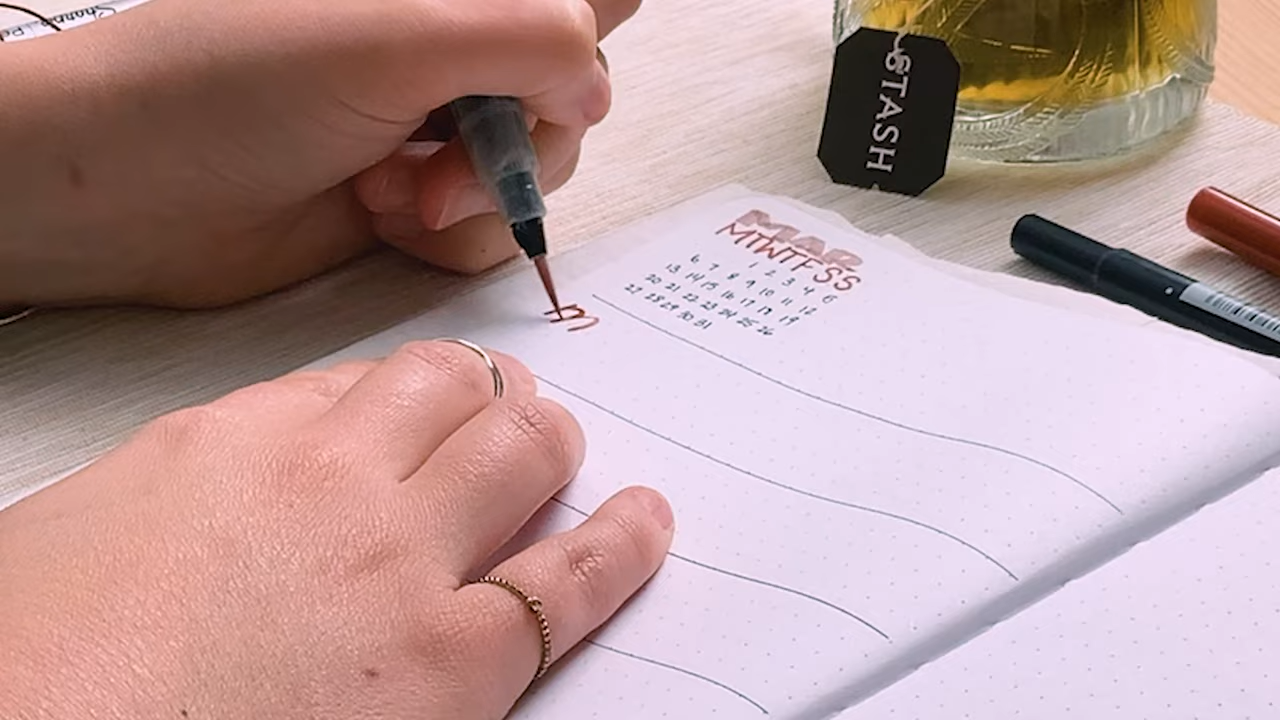 Sharpie
STASH
MAR
MTWTFSS
1 2 3 4 5
6 7 8 9 10 11 12
13 14 15 16 17 18 19
20 21 22 23 24 25 26
27 28 29 30 31
m